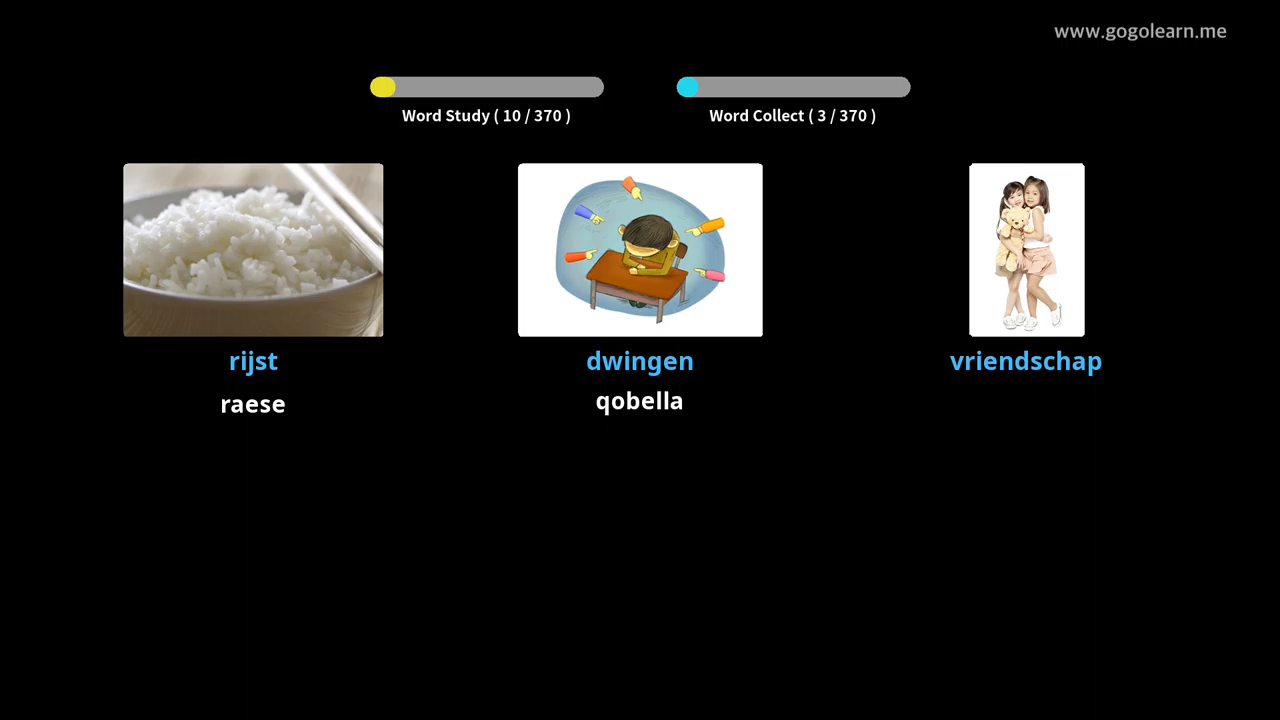 www.gogolearn.me
Word Study ( 10 / 370 )
Word Collect ( 3 / 370 )
rijst
raese
dwingen
qobella
vriendschap